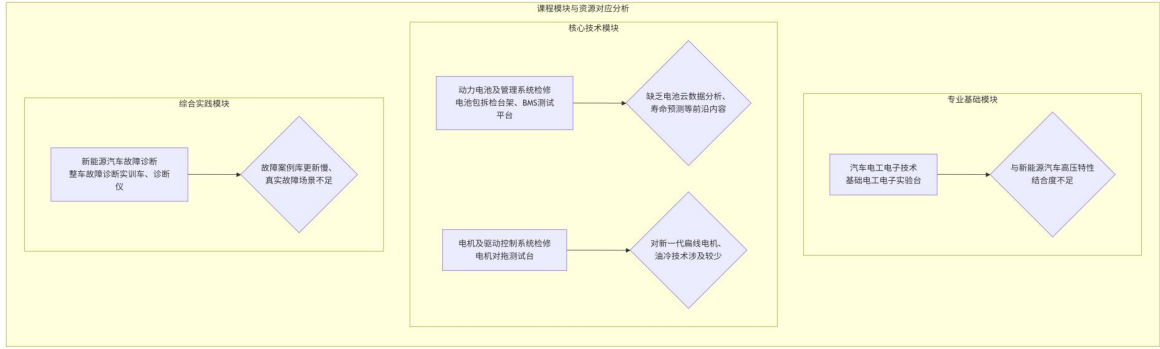 课程模块与资源对应分析
综合实践模块
新能源汽车故障诊断
整车故障诊断实训车、诊断
仪
故障案例库更新慢、
真实故障场景不足
核心技术模块
动力电池及管理系统检修
电池包拆检台架、BMS测试
平台
缺乏电池云数据分析、
寿命预测等前沿内容
电机及驱动控制系统检修
电机对拖测试台
对新一代扁线电机、
油冷技术涉及较少
专业基础模块
汽车电工电子技术
基础电工电子实验台
与新能源汽车高压特性
结合度不足